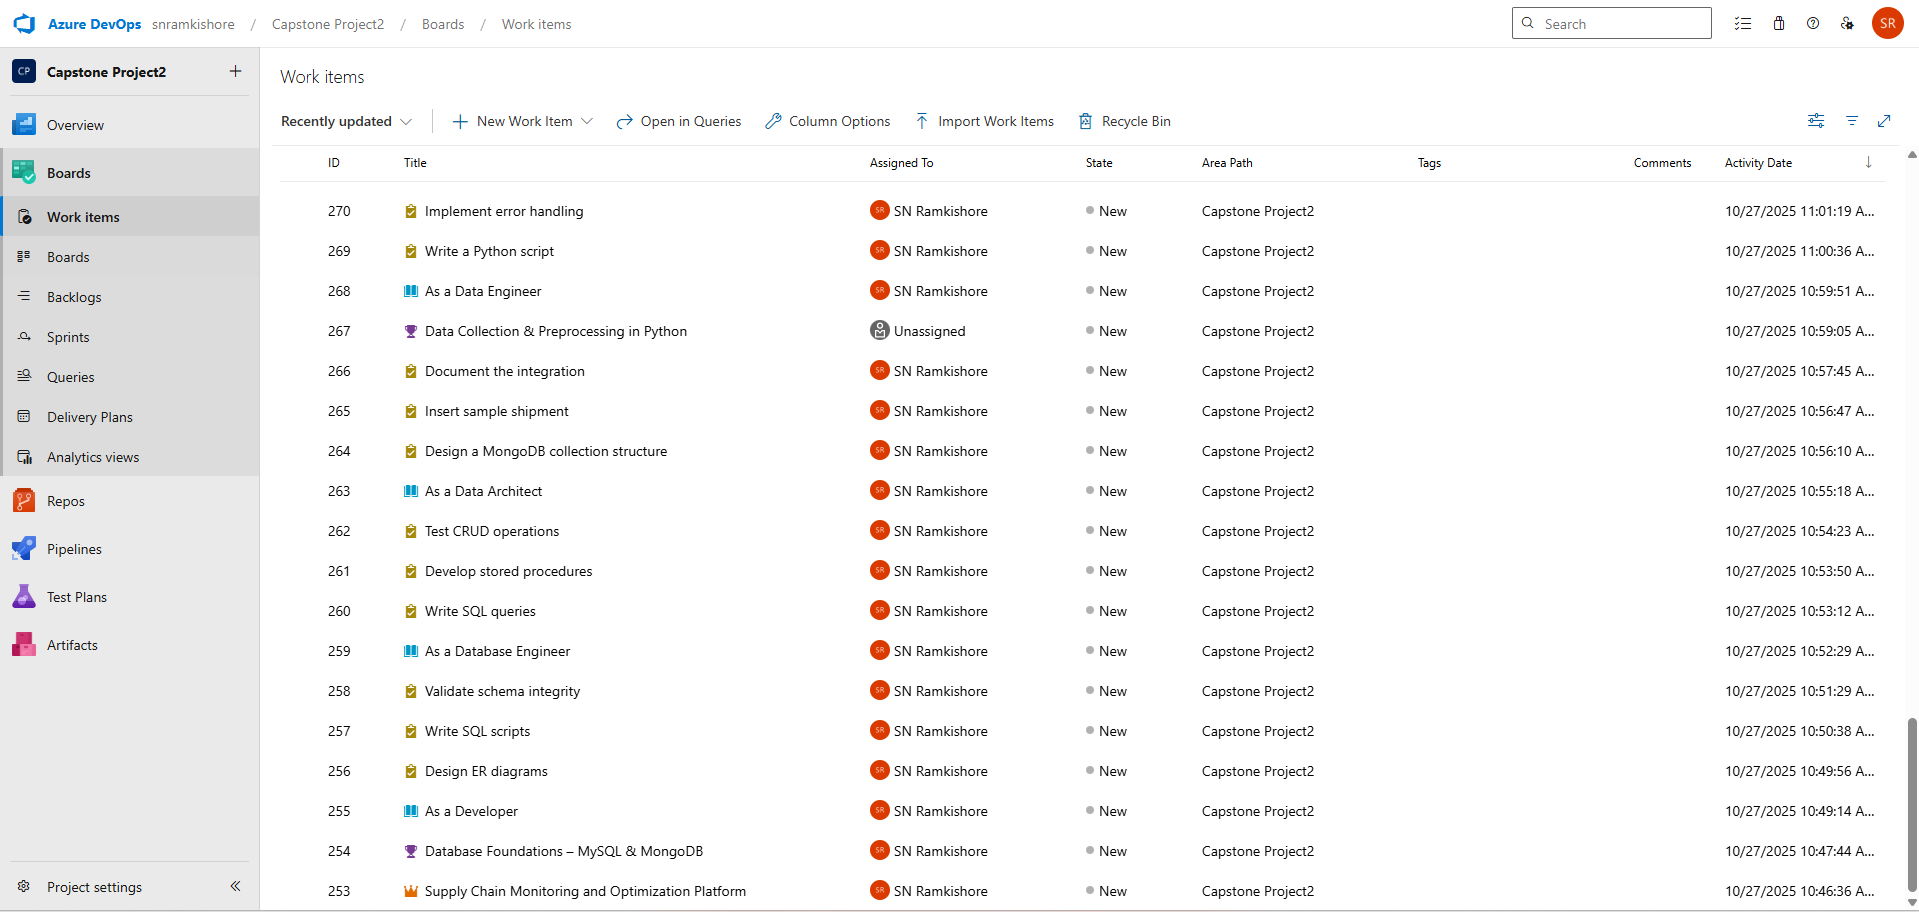 Azure DevOps snramkishore / Capstone Project2 / Boards / Work items Search SR
CP Capstone Project2 +
Overview
Boards
Work items
Boards
Backlogs
Sprints
Queries
Delivery Plans
Analytics views
Repos
Pipelines
Test Plans
Artifacts
Project settings
Work items
Recently updated New Work Item Open in Queries Column Options Import Work Items Recycle Bin
ID Title Assigned To State Area Path Tags Comments Activity Date
270 Implement error handling SR SN Ramkishore New Capstone Project2 10/27/2025 11:01:19 A...
269 Write a Python script SR SN Ramkishore New Capstone Project2 10/27/2025 11:00:36 A...
268 As a Data Engineer SR SN Ramkishore New Capstone Project2 10/27/2025 10:59:51 A...
267 Data Collection & Preprocessing in Python Unassigned New Capstone Project2 10/27/2025 10:59:05 A...
266 Document the integration SR SN Ramkishore New Capstone Project2 10/27/2025 10:57:45 A...
265 Insert sample shipment SR SN Ramkishore New Capstone Project2 10/27/2025 10:56:47 A...
264 Design a MongoDB collection structure SR SN Ramkishore New Capstone Project2 10/27/2025 10:56:10 A...
263 As a Data Architect SR SN Ramkishore New Capstone Project2 10/27/2025 10:55:18 A...
262 Test CRUD operations SR SN Ramkishore New Capstone Project2 10/27/2025 10:54:23 A...
261 Develop stored procedures SR SN Ramkishore New Capstone Project2 10/27/2025 10:53:50 A...
260 Write SQL queries SR SN Ramkishore New Capstone Project2 10/27/2025 10:53:12 A...
259 As a Database Engineer SR SN Ramkishore New Capstone Project2 10/27/2025 10:52:29 A...
258 Validate schema integrity SR SN Ramkishore New Capstone Project2 10/27/2025 10:51:29 A...
257 Write SQL scripts SR SN Ramkishore New Capstone Project2 10/27/2025 10:50:38 A...
256 Design ER diagrams SR SN Ramkishore New Capstone Project2 10/27/2025 10:49:56 A...
255 As a Developer SR SN Ramkishore New Capstone Project2 10/27/2025 10:49:14 A...
254 Database Foundations – MySQL & MongoDB SR SN Ramkishore New Capstone Project2 10/27/2025 10:47:44 A...
253 Supply Chain Monitoring and Optimization Platform SR SN Ramkishore New Capstone Project2 10/27/2025 10:46:36 A...